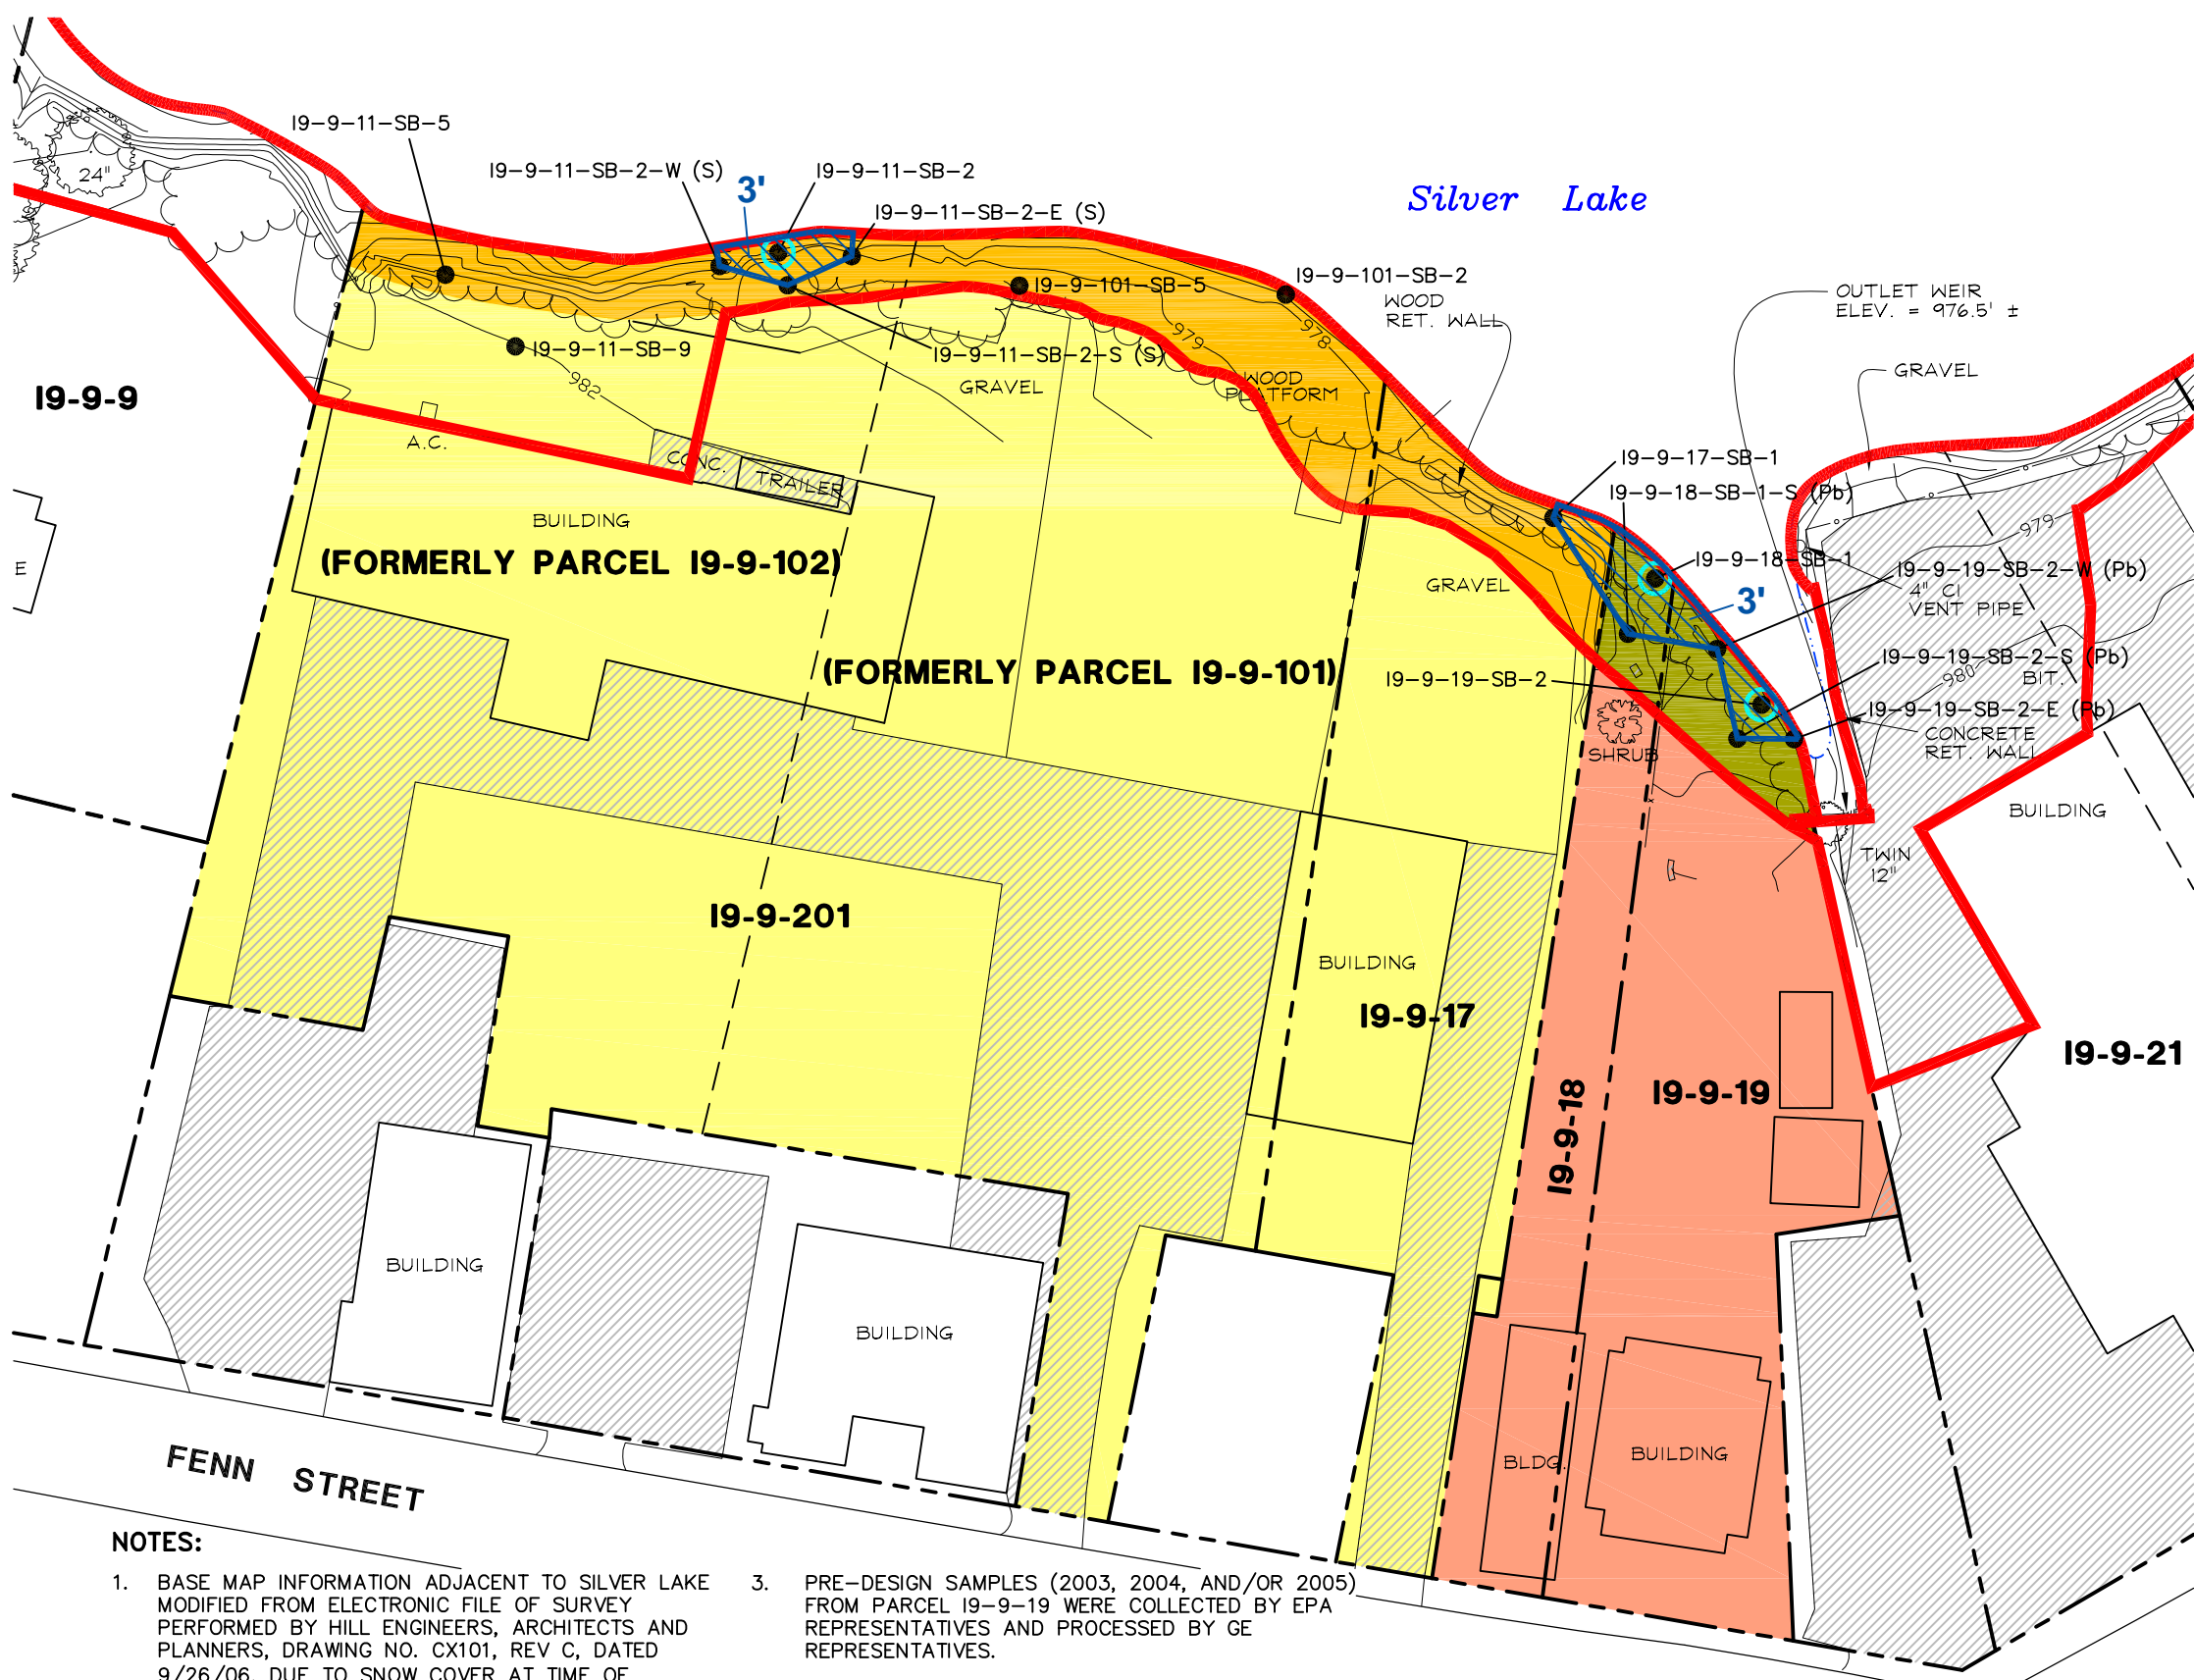 I9-9-11-SB-5
24"
I9-9-11-SB-2-W (S)
3'
I9-9-11-SB-2
I9-9-11-SB-2-E (S)
Silver Lake
I9-9-101-SB-5
I9-9-101-SB-2
WOOD
RET. WALL
OUTLET WEIR
ELEV. = 976.5' ±
GRAVEL
979
978
I9-9-11-SB-9
I9-9-11-SB-2-S (S)
982
GRAVEL
WOOD
PLATFORM
I9-9-9
A.C.
CONC.
TRAILER
I9-9-17-SB-1
I9-9-18-SB-1-S (Pb)
979
BUILDING
(FORMERLY PARCEL I9-9-102)
E
GRAVEL
I9-9-18-SB-1
I9-9-19-SB-2-W (Pb)
4" CI
VENT PIPE
3'
(FORMERLY PARCEL I9-9-101)
I9-9-19-SB-2
I9-9-19-SB-2-S (Pb)
980
BIT.
I9-9-19-SB-2-E (Pb)
CONCRETE
RET. WALL
SHRUB
BUILDING
TWIN
12"
I9-9-201
BUILDING
I9-9-17
I9-9-21
I9-9-18
I9-9-19
BUILDING
BUILDING
BLDG.
BUILDING
FENN STREET
NOTES:
1. BASE MAP INFORMATION ADJACENT TO SILVER LAKE
MODIFIED FROM ELECTRONIC FILE OF SURVEY
PERFORMED BY HILL ENGINEERS, ARCHITECTS AND
PLANNERS, DRAWING NO. CX101, REV C, DATED
9/26/06. DUE TO SNOW COVER AT TIME OF
3. PRE-DESIGN SAMPLES (2003, 2004, AND/OR 2005)
FROM PARCEL I9-9-19 WERE COLLECTED BY EPA
REPRESENTATIVES AND PROCESSED BY GE
REPRESENTATIVES.